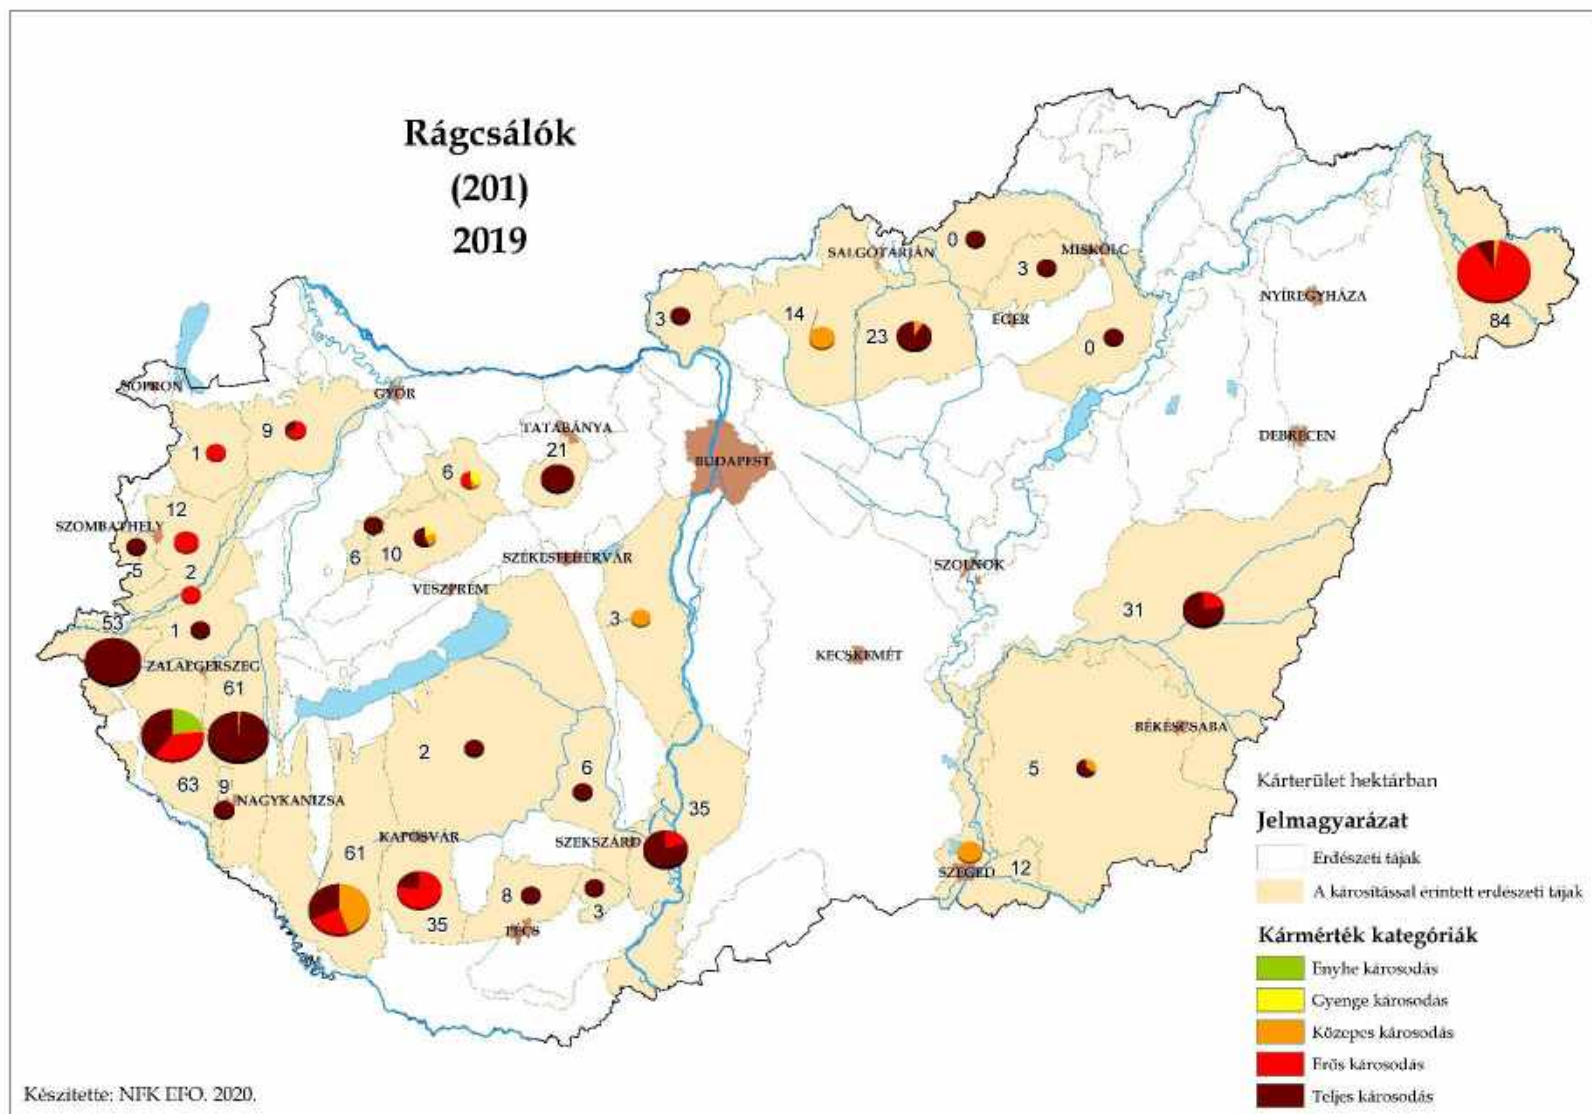 Rágcsálók
(201)
2019
SALGÓTARJÁN
0
MISKOLC
3
NYÍREGYHÁZA
EGER
14
23
0
84
3
SOPRON
GYŐR
9
1
TATABÁNYA
21
DEBRECEN
BUDAPEST
6
12
SZOMBATHELY
5
6
10
SZÉKESFEHÉRVÁR
2
VESZPRÉM
SZOLNOK
53
1
3
31
ZALAEGERSZEG
KECSKEMÉT
61
BÉKÉSCSABA
2
6
5
63
9
NAGYKANIZSA
35
KAPOSVÁR
SZEKSZÁRD
61
SZEGED
12
8
3
35
PÉCS
Kárterület hektárban
Jelmagyarázat
Erdészeti tájak
A károsítással érintett erdészeti tájak
Kármérték kategóriák
Enyhe károsodás
Gyenge károsodás
Közepes károsodás
Erős károsodás
Teljes károsodás
Készítette: NFK EFO. 2020.